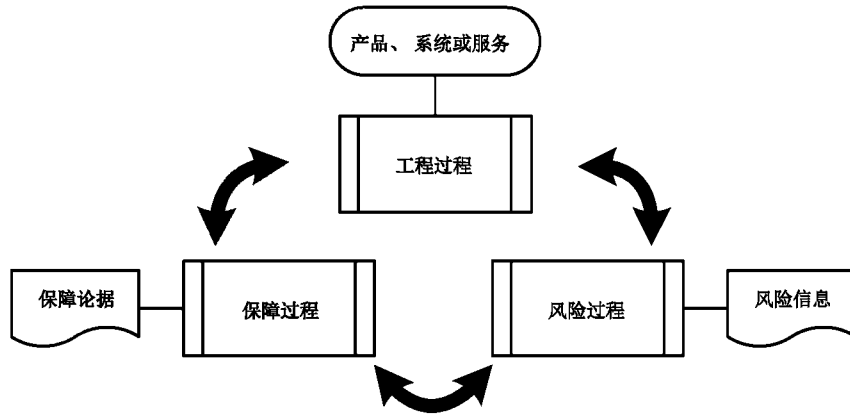 产品、系统或服务
工程过程
保障论据
保障过程
风险过程
风险信息